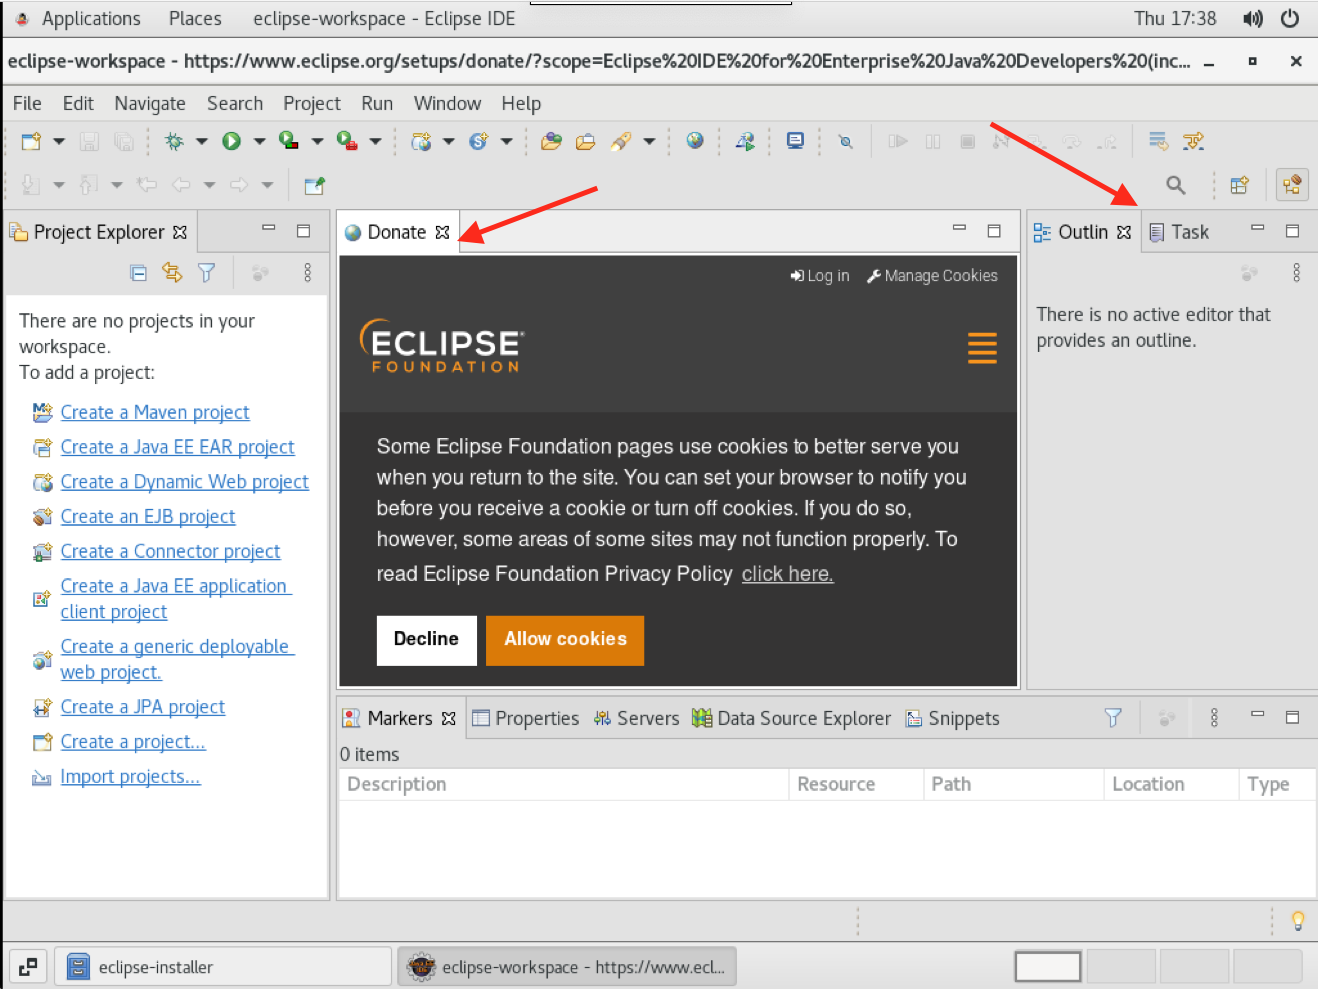 Applications Places eclipse-workspace - Eclipse IDE Thu 17:38
eclipse-workspace - https://www.eclipse.org/setups/donate/?scope=Eclipse%20IDE%20for%20Enterprise%20Java%20Developers%20(inc...
File Edit Navigate Search Project Run Window Help
Project Explorer
There are no projects in your
workspace.
To add a project:
Create a Maven project
Create a Java EE EAR project
Create a Dynamic Web project
Create an EJB project
Create a Connector project
Create a Java EE application
client project
Create a generic deployable
web project.
Create a JPA project
Create a project...
Import projects...
Donate
Log in Manage Cookies
ECLIPSE
FOUNDATION
Some Eclipse Foundation pages use cookies to better serve you
when you return to the site. You can set your browser to notify you
before you receive a cookie or turn off cookies. If you do so,
however, some areas of some sites may not function properly. To
read Eclipse Foundation Privacy Policy click here.
Decline Allow cookies
Outlin Task
There is no active editor that
provides an outline.
Markers Properties Servers Data Source Explorer Snippets
0 items
Description Resource Path Location Type
eclipse-installer eclipse-workspace - https://www.ecl...